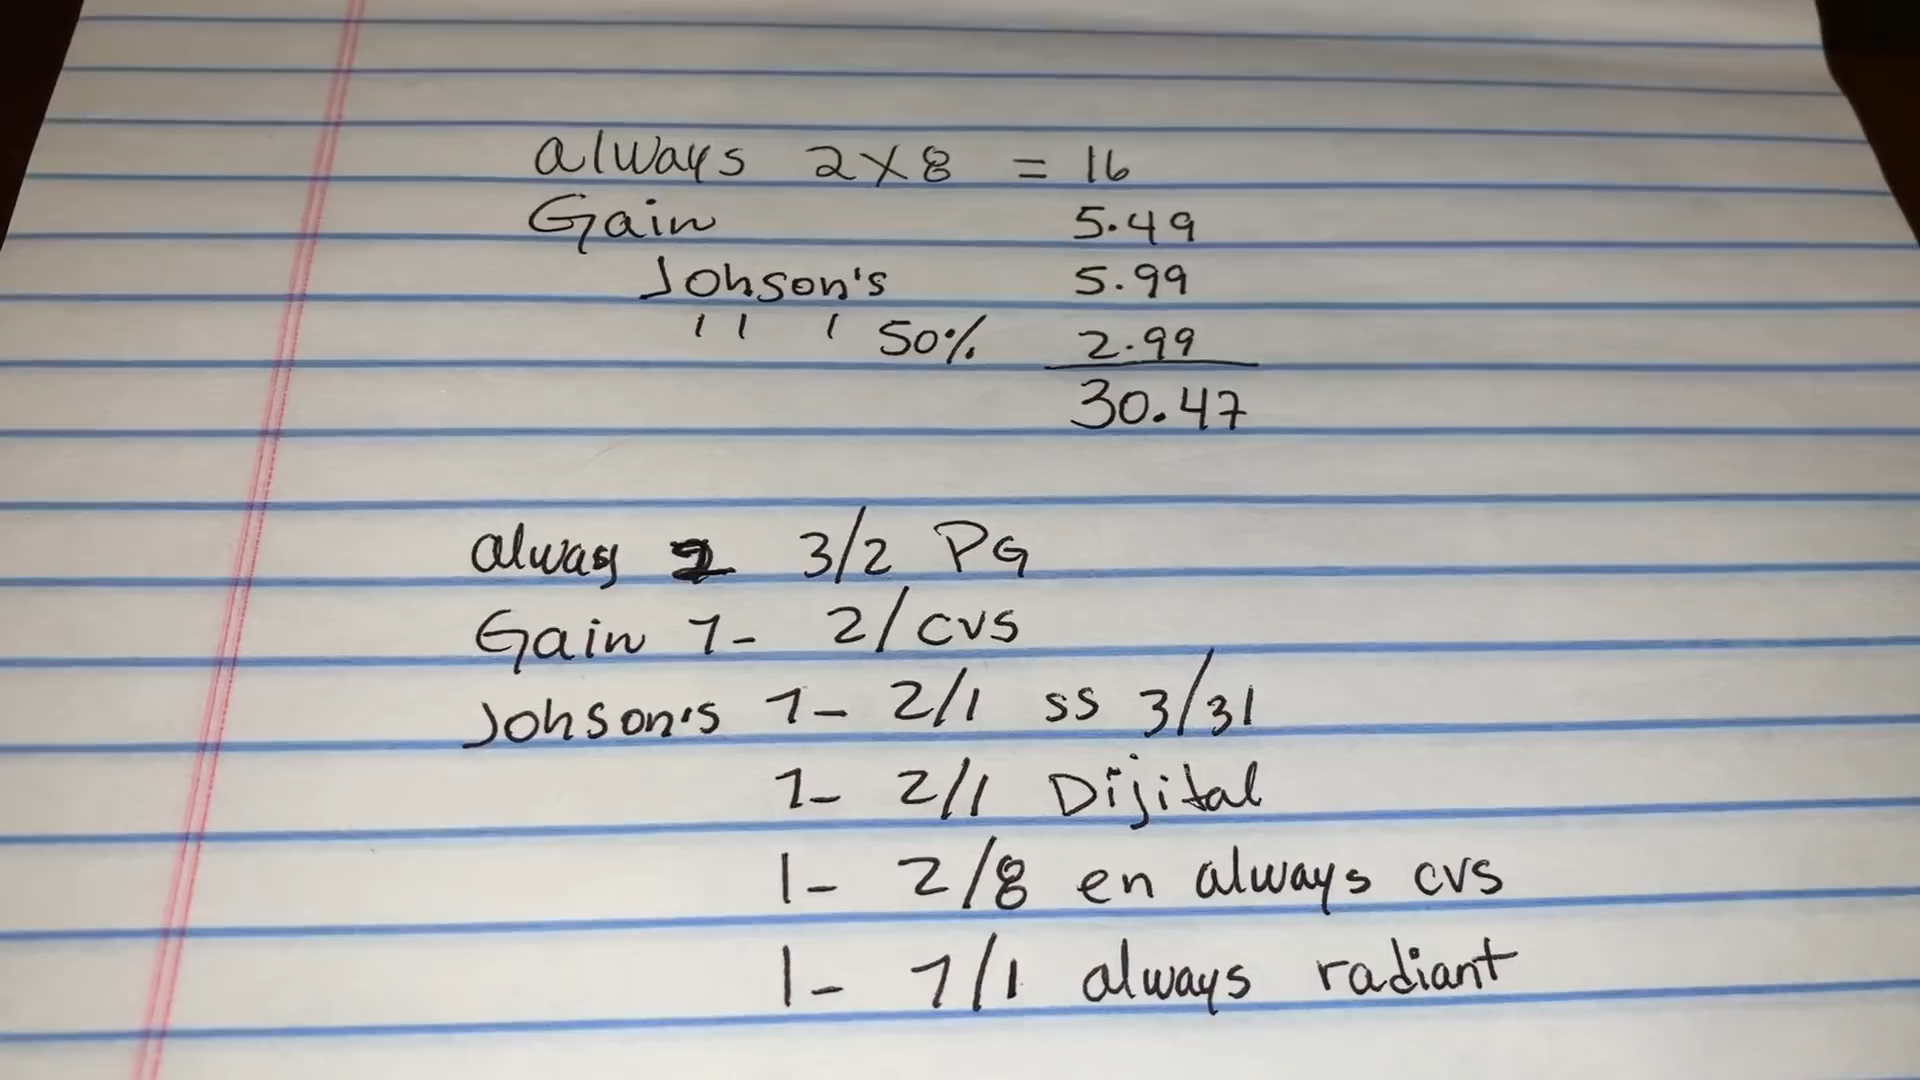 always 2X8 = 16
Gain 5.49
Johson's 5.99
" ' 50% 2.99
30.47
alway 2 3/2 PG
Gain 1- 2/CVS
Johson's 1- 2/1 SS 3/31
1- 2/1 Dijital
1- 2/8 en always CVS
1- 1/1 always radiant